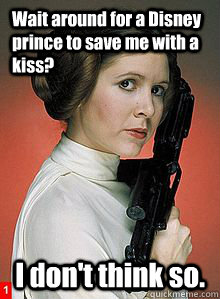 Wait around for a Disney
prince to save me with a
kiss?
I don't think so.
1
quickmeme.com